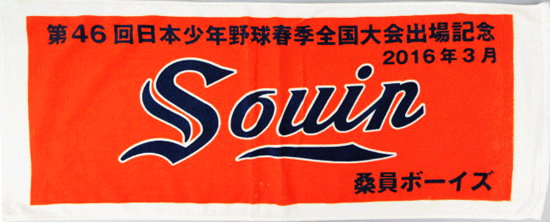 第46回日本少年野球春季全国大会出場記念
2016年3月
Souin
桑員ボーイズ